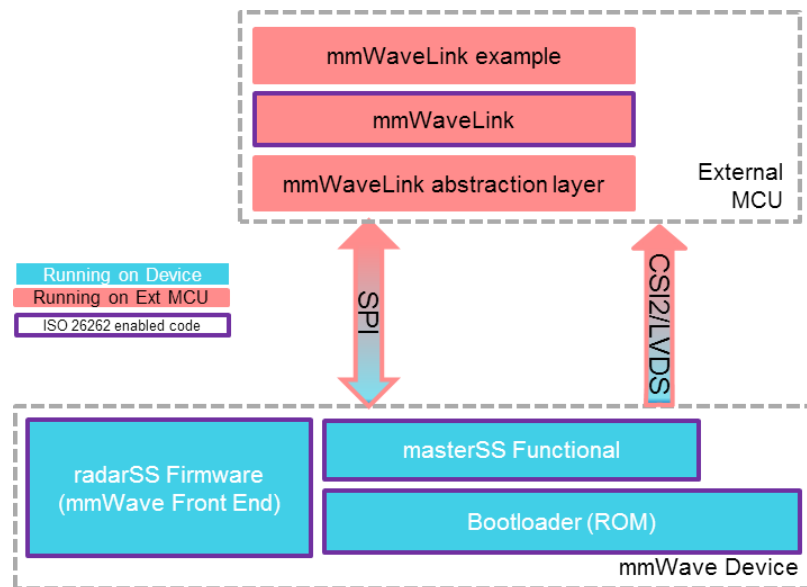 mmWaveLink example
mmWaveLink
mmWaveLink abstraction layer
External
MCU
Running on Device
Running on Ext MCU
ISO 26262 enabled code
SPI
CSI2/LVDS
radarSS Firmware
(mmWave Front End)
masterSS Functional
Bootloader (ROM)
mmWave Device